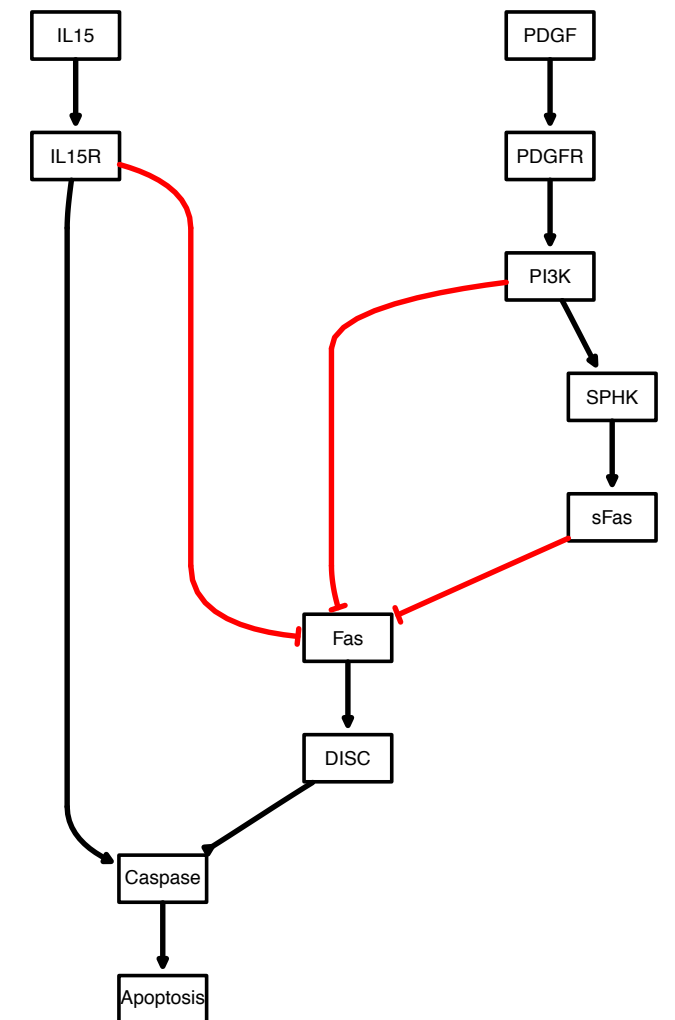 IL15
PDGF
IL15R
PDGFR
PI3K
SPHK
sFas
Fas
DISC
Caspase
Apoptosis